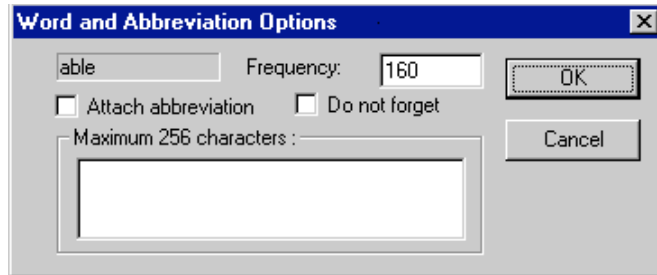 Word and Abbreviation Options
able Frequency: 160 OK
Attach abbreviation Do not forget
Maximum 256 characters : Cancel